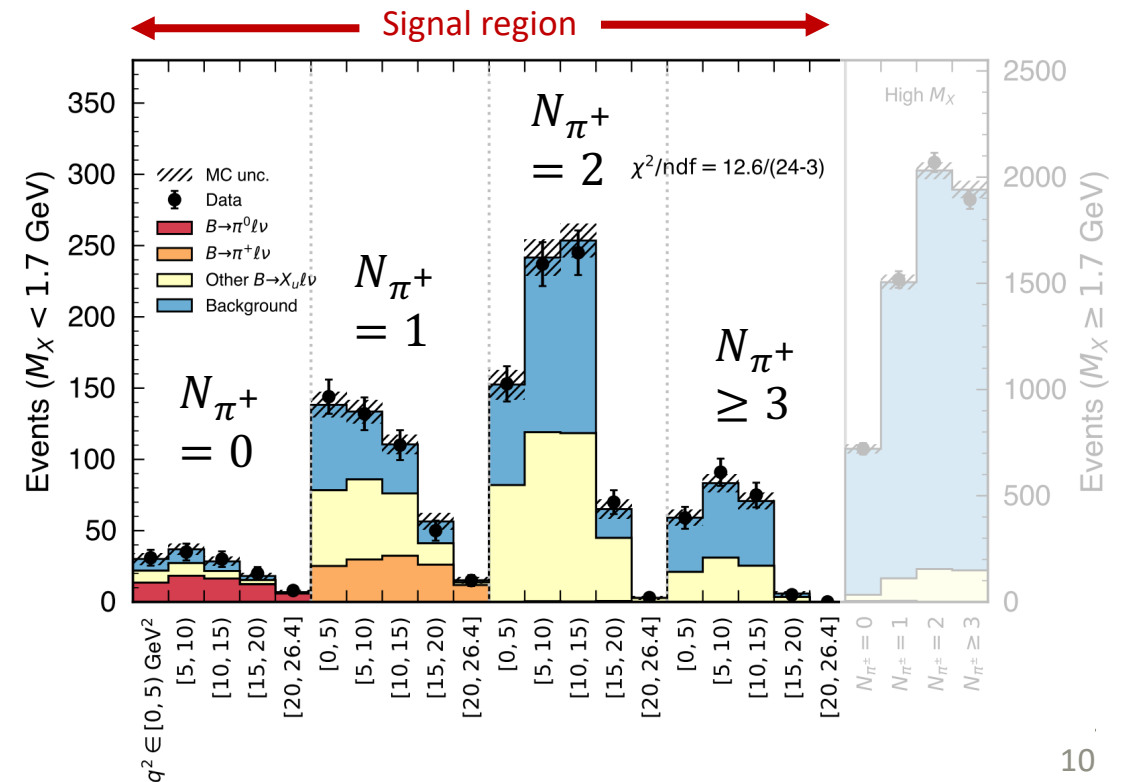 Signal region
Events (M_X < 1.7 GeV)
350
300
250
200
150
100
50
0
MC unc.
Data
B→π⁰ℓν
B→π⁺ℓν
Other B→X_uℓν
Background
N_π⁺
= 0
N_π⁺
= 1
N_π⁺
= 2
χ²/ndf = 12.6/(24-3)
N_π⁺
≥ 3
High M_X
2500
2000
1500
1000
500
0
Events (M_X ≥ 1.7 GeV)
q² ∈ [0, 5) GeV²
[5, 10)
[10, 15)
[15, 20)
[20, 26.4]
[0, 5)
[5, 10)
[10, 15)
[15, 20)
[20, 26.4]
[0, 5)
[5, 10)
[10, 15)
[15, 20)
[20, 26.4]
[0, 5)
[5, 10)
[10, 15)
[15, 20)
[20, 26.4]
N_π± = 0
N_π± = 1
N_π± = 2
N_π± ≥ 3
10